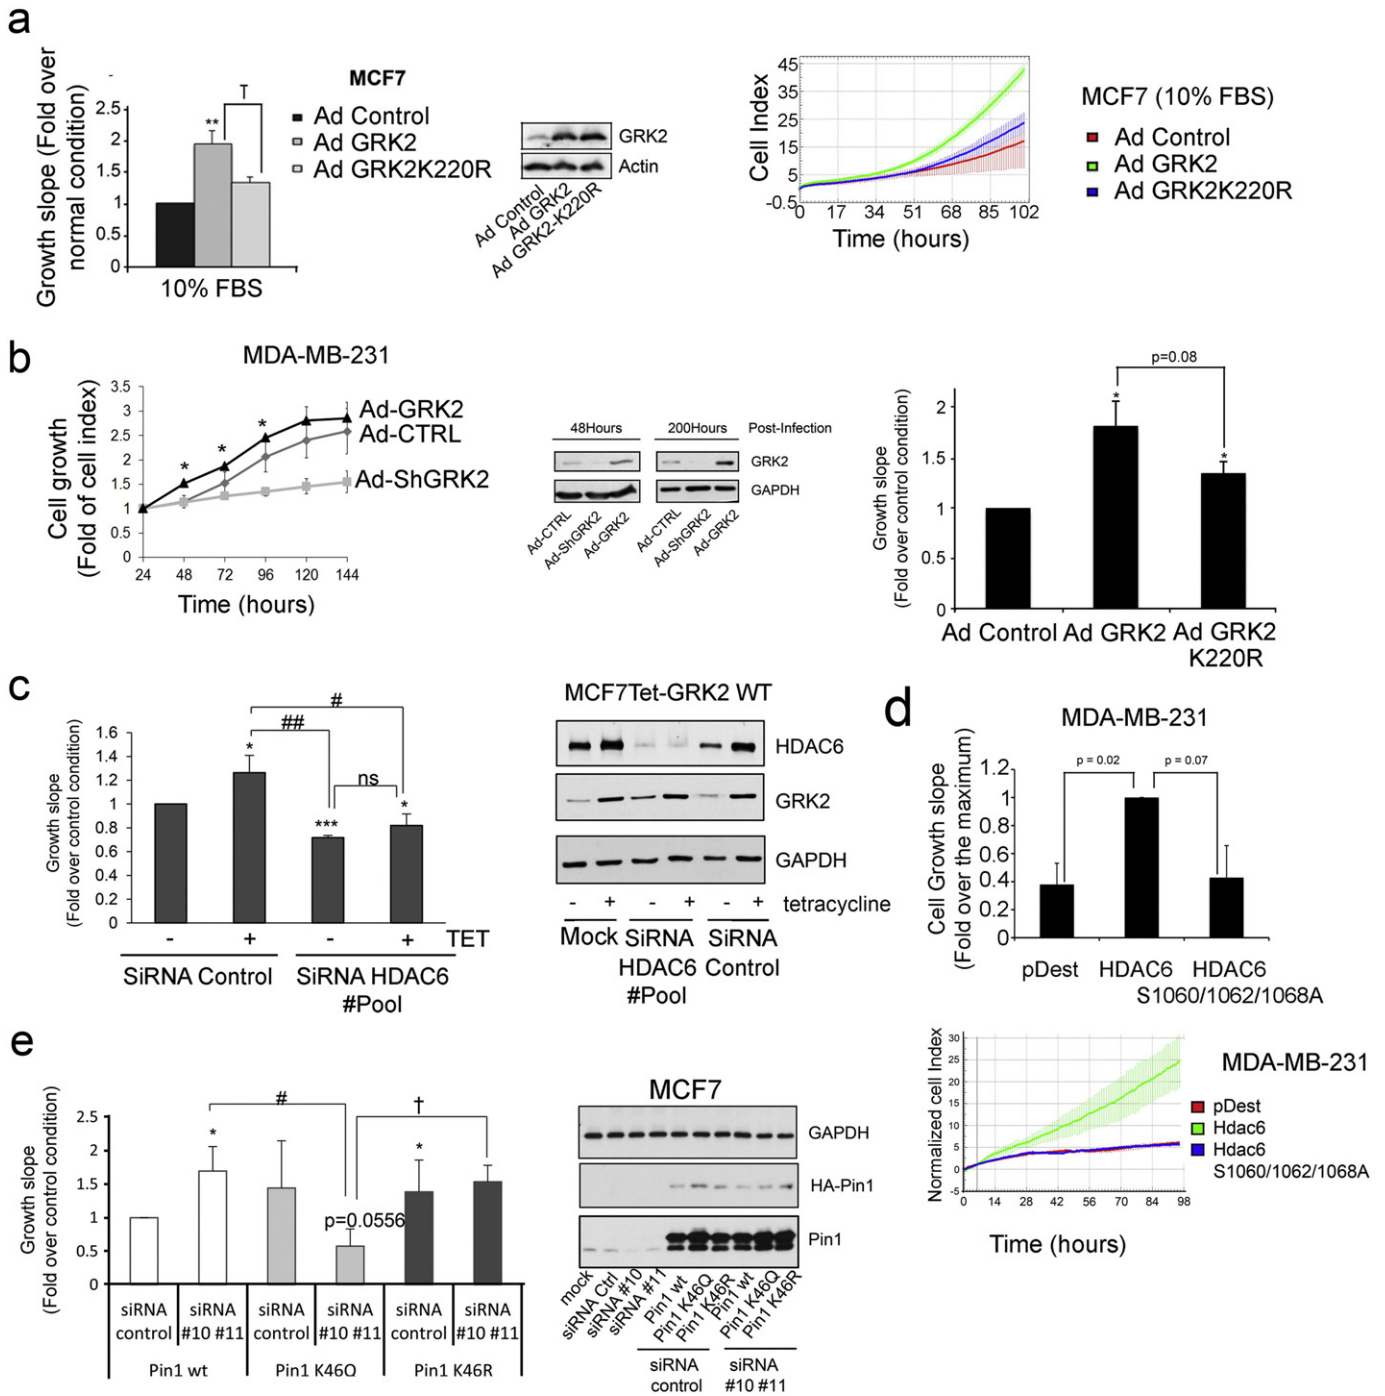 a
Growth slope (Fold over
normal condition)
2.5
2
1.5
1
0.5
0
**
T
10% FBS
MCF7
Ad Control
Ad GRK2
Ad GRK2K220R
GRK2
Actin
Ad Control
Ad GRK2
Ad GRK2-K220R
Cell Index
45
35
25
15
5
-0.5
0 17 34 51 68 85 102
Time (hours)
MCF7 (10% FBS)
Ad Control
Ad GRK2
Ad GRK2K220R
b
MDA-MB-231
Cell growth
(Fold of cell index)
3.5
3
2.5
2
1.5
1
0.5
0
* * *
24 48 72 96 120 144
Time (hours)
Ad-GRK2
Ad-CTRL
Ad-ShGRK2
48Hours 200Hours Post-Infection
GRK2
GAPDH
Ad-CTRL
Ad-ShGRK2
Ad-GRK2
Ad-CTRL
Ad-ShGRK2
Ad-GRK2
Growth slope
(Fold over control condition)
2
1.5
1
0.5
0
p=0.08
*
*
Ad Control Ad GRK2 Ad GRK2
K220R
c
Growth slope
(Fold over control condition)
1.6
1.4
1.2
1
0.8
0.6
0.4
0.2
0
#
##
*
ns
***
*
- + - + TET
SiRNA Control SiRNA HDAC6
#Pool
MCF7Tet-GRK2 WT
HDAC6
GRK2
GAPDH
- + - + - + tetracycline
Mock SiRNA SiRNA
HDAC6 Control
#Pool
d
MDA-MB-231
Cell Growth slope
(Fold over the maximum)
1.2
1
0.8
0.6
0.4
0.2
0
p = 0.02 p = 0.07
pDest HDAC6 HDAC6
S1060/1062/1068A
Normalized cell Index
30
25
20
15
10
5
0
-5
0 14 28 42 56 70 84 98
Time (hours)
MDA-MB-231
pDest
Hdac6
Hdac6
S1060/1062/1068A
e
Growth slope
(Fold over control condition)
2.5
2
1.5
1
0.5
0
#
†
*
*
p=0.0556
siRNA siRNA siRNA siRNA siRNA siRNA
control #10 #11 control #10 #11 control #10 #11
Pin1 wt Pin1 K46Q Pin1 K46R
MCF7
GAPDH
HA-Pin1
Pin1
mock
siRNA Ctrl
siRNA #10
siRNA #11
Pin1 wt
Pin1 K46Q
Pin1 K46R
Pin1 wt
Pin1 K46Q
Pin1 K46R
siRNA siRNA
control #10 #11